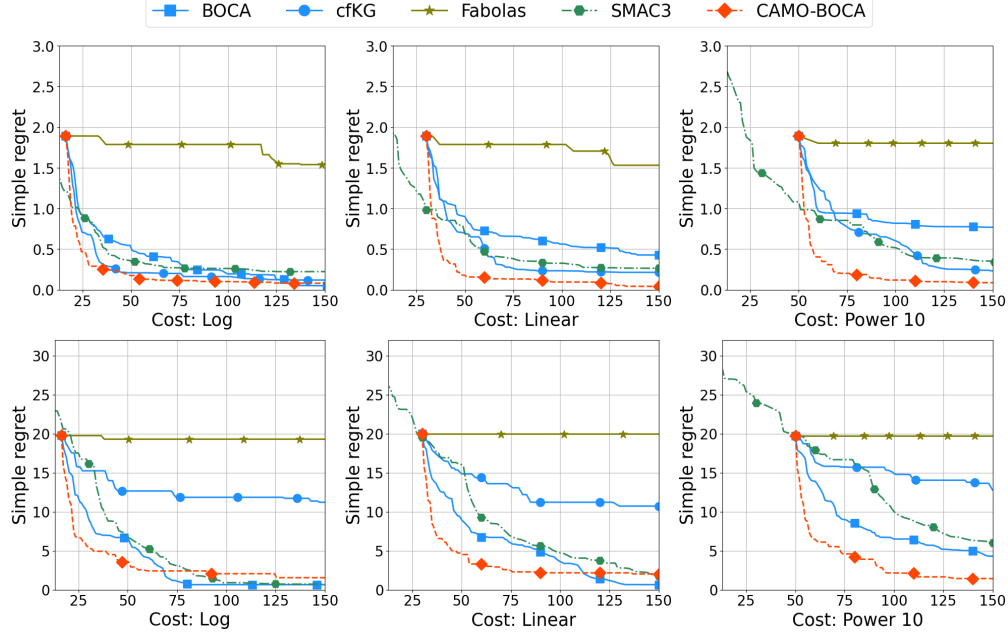 BOCA cfKG Fabolas SMAC3 CAMO-BOCA
Simple regret
3.0
2.5
2.0
1.5
1.0
0.5
0.0
25 50 75 100 125 150
Cost: Log
Simple regret
3.0
2.5
2.0
1.5
1.0
0.5
0.0
25 50 75 100 125 150
Cost: Linear
Simple regret
3.0
2.5
2.0
1.5
1.0
0.5
0.0
25 50 75 100 125 150
Cost: Power 10
Simple regret
30
25
20
15
10
5
0
25 50 75 100 125 150
Cost: Log
Simple regret
30
25
20
15
10
5
0
25 50 75 100 125 150
Cost: Linear
Simple regret
30
25
20
15
10
5
0
25 50 75 100 125 150
Cost: Power 10